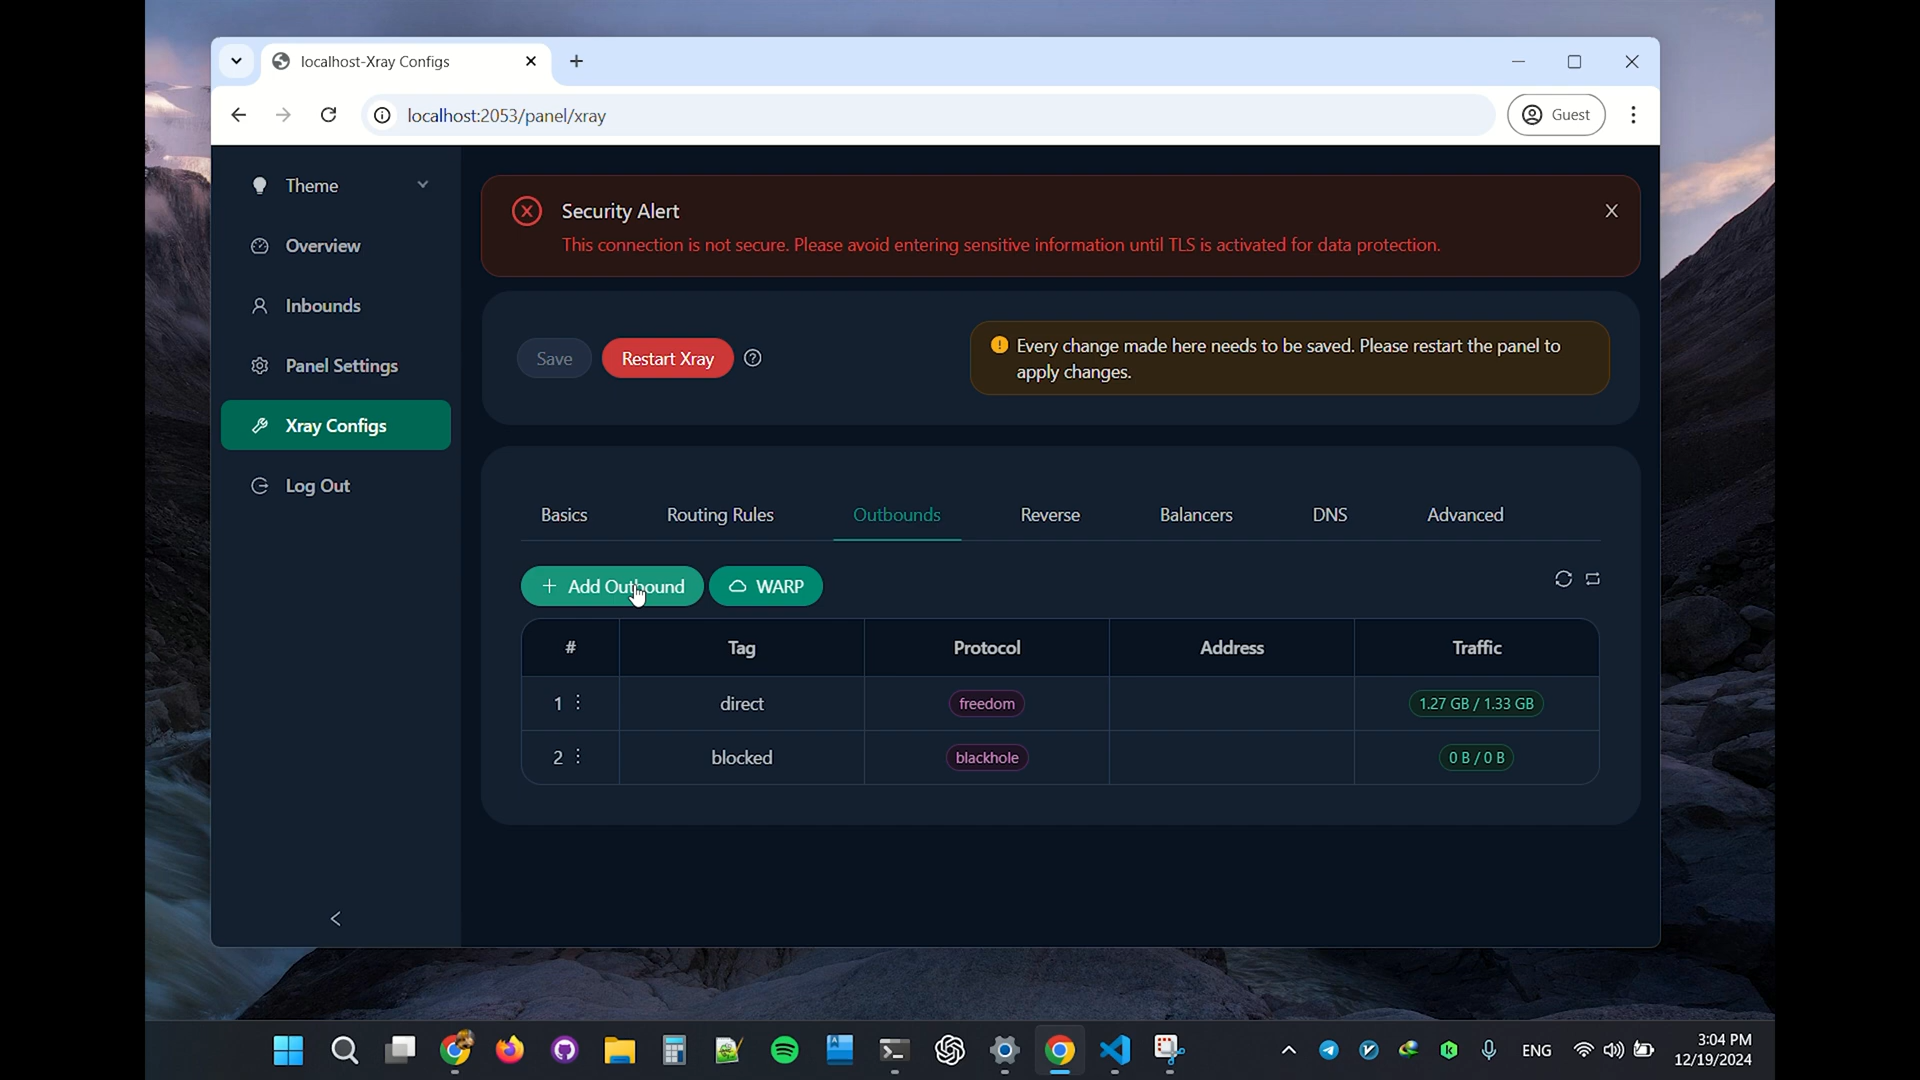 localhost-Xray Configs
localhost:2053/panel/xray
Guest
Theme
Overview
Inbounds
Panel Settings
Xray Configs
Log Out
Security Alert
This connection is not secure. Please avoid entering sensitive information until TLS is activated for data protection.
Save
Restart Xray
Every change made here needs to be saved. Please restart the panel to
apply changes.
Basics
Routing Rules
Outbounds
Reverse
Balancers
DNS
Advanced
+ Add Outbound
WARP
# Tag Protocol Address Traffic
1 direct freedom 1.27 GB / 1.33 GB
2 blocked blackhole 0 B / 0 B
ENG
3:04 PM
12/19/2024